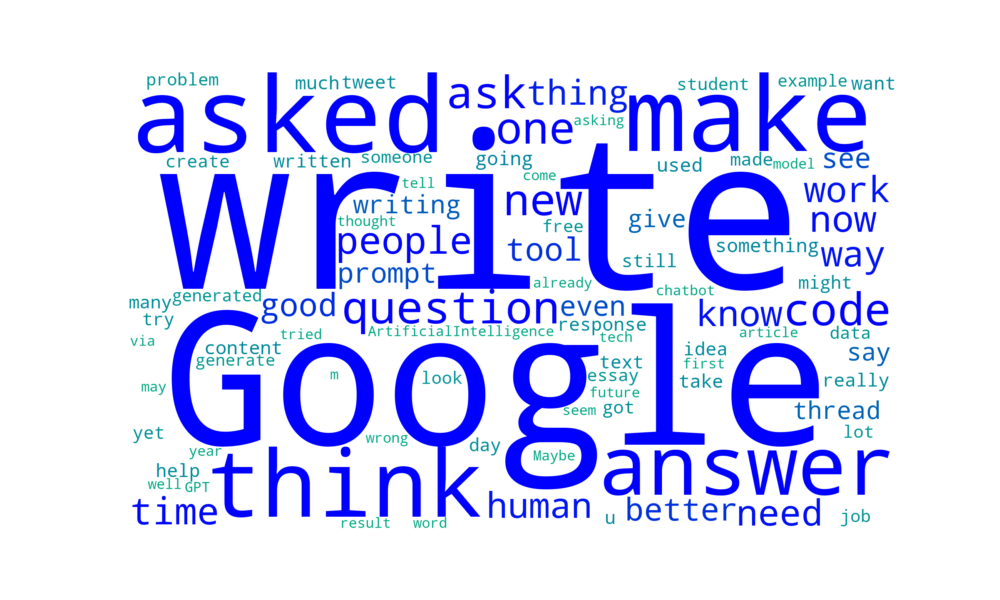 problem much tweet student example want
asked ask thing make
one asking
create written someone going used made model see
write
tell come
writing new give work
thought free now
people tool something way
prompt still
already might
many generated chatbot
good question even know code
try
tried ArtificialIntelligence response article data
via tech
Google
content text idea say
generate first
m look essay take really
may future
seem got thread
yet wrong day lot
year
think Maybe answer
help
well GPT
time human u better need job
result word